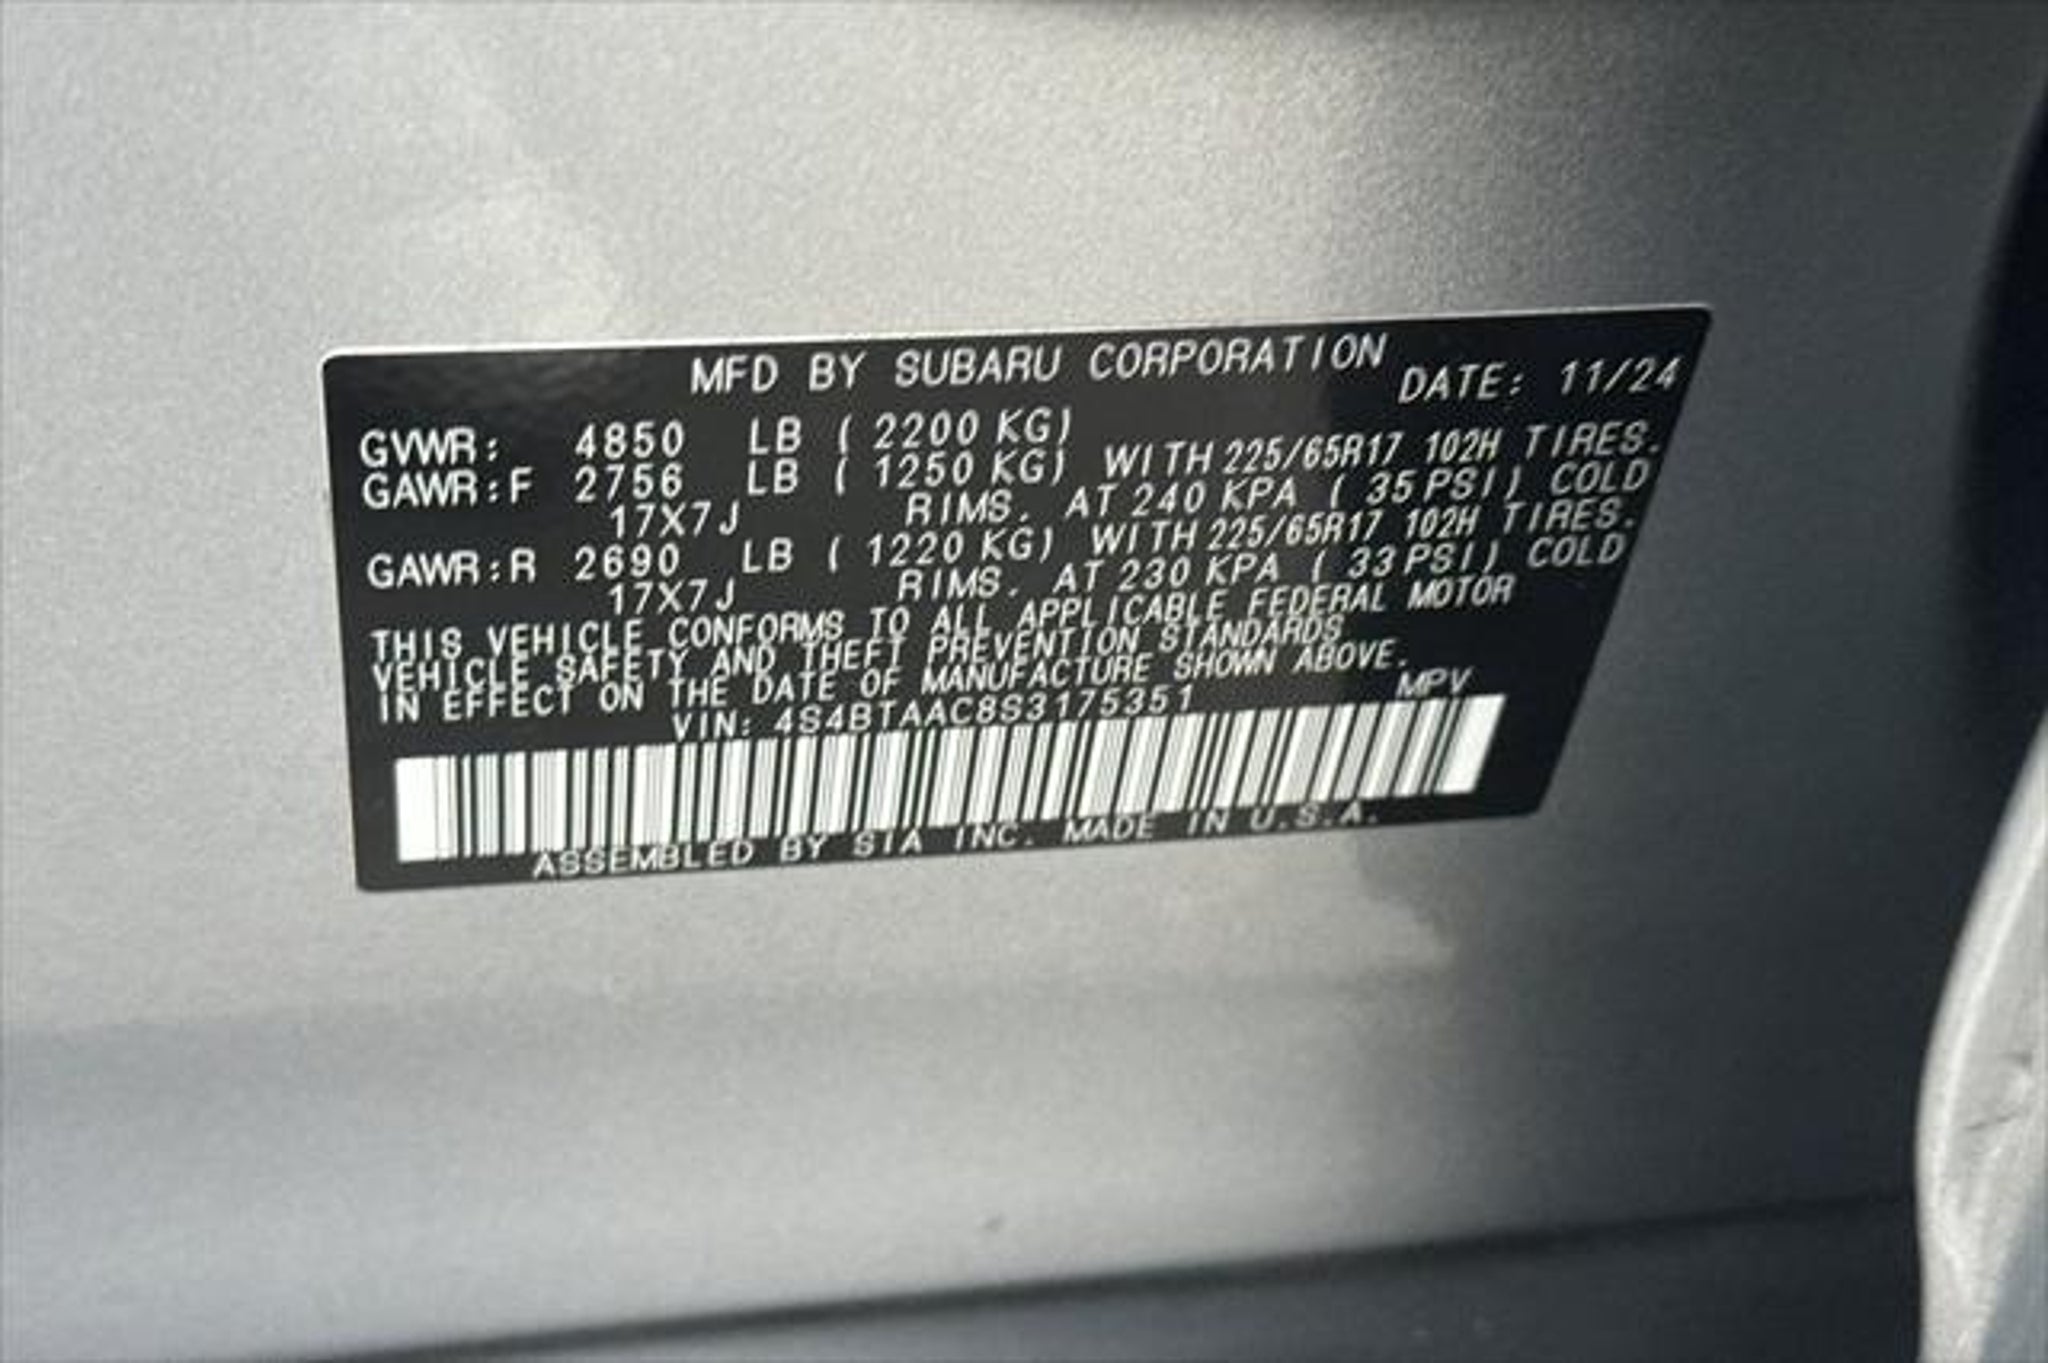 MFD BY SUBARU CORPORATION DATE: 11/24
GVWR: 4850 LB ( 2200 KG)
GAWR:F 2756 LB ( 1250 KG) WITH 225/65R17 102H TIRES.
17X7J RIMS. AT 240 KPA ( 35 PSI) COLD
GAWR:R 2690 LB ( 1220 KG) WITH 225/65R17 102H TIRES.
17X7J RIMS. AT 230 KPA ( 33 PSI) COLD
THIS VEHICLE CONFORMS TO ALL APPLICABLE FEDERAL MOTOR
VEHICLE SAFETY AND THEFT PREVENTION STANDARDS
IN EFFECT ON THE DATE OF MANUFACTURE SHOWN ABOVE.
VIN: 4S4BTAAC8S3175351 MPV
ASSEMBLED BY SIA INC. MADE IN U.S.A.